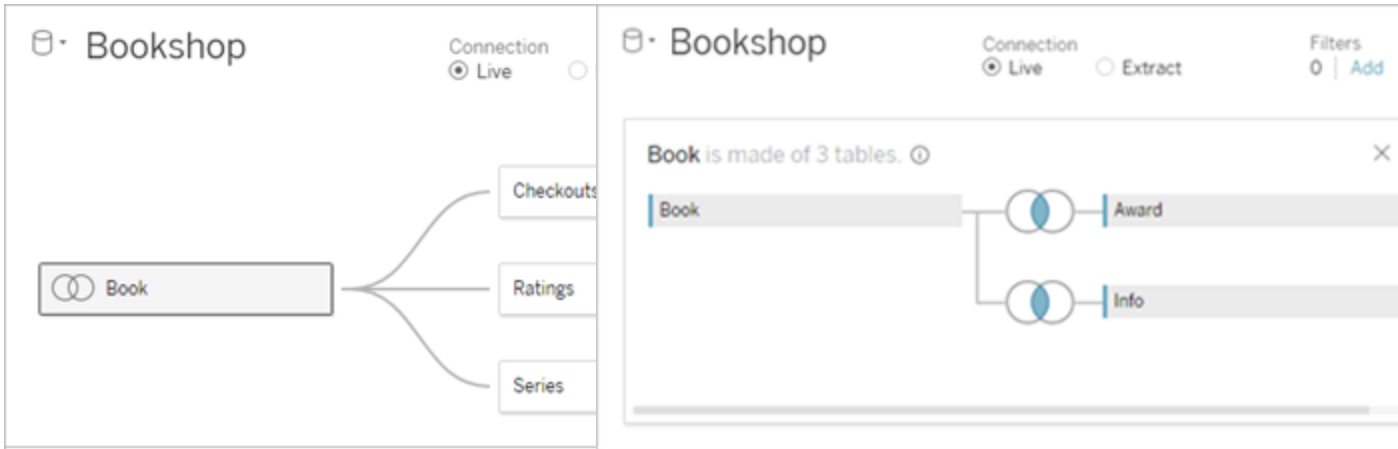 Bookshop
Connection
Live
Checkouts
Book
Ratings
Series
Bookshop
Connection
Live Extract
Filters
0 | Add
Book is made of 3 tables.
Book
Award
Info